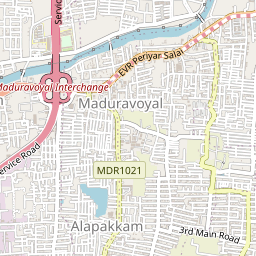 Service
EVR Periyar Salai
Maduravoyal Interchange
Maduravoyal
Service Road
MDR1021
Alapakkam
3rd Main Road